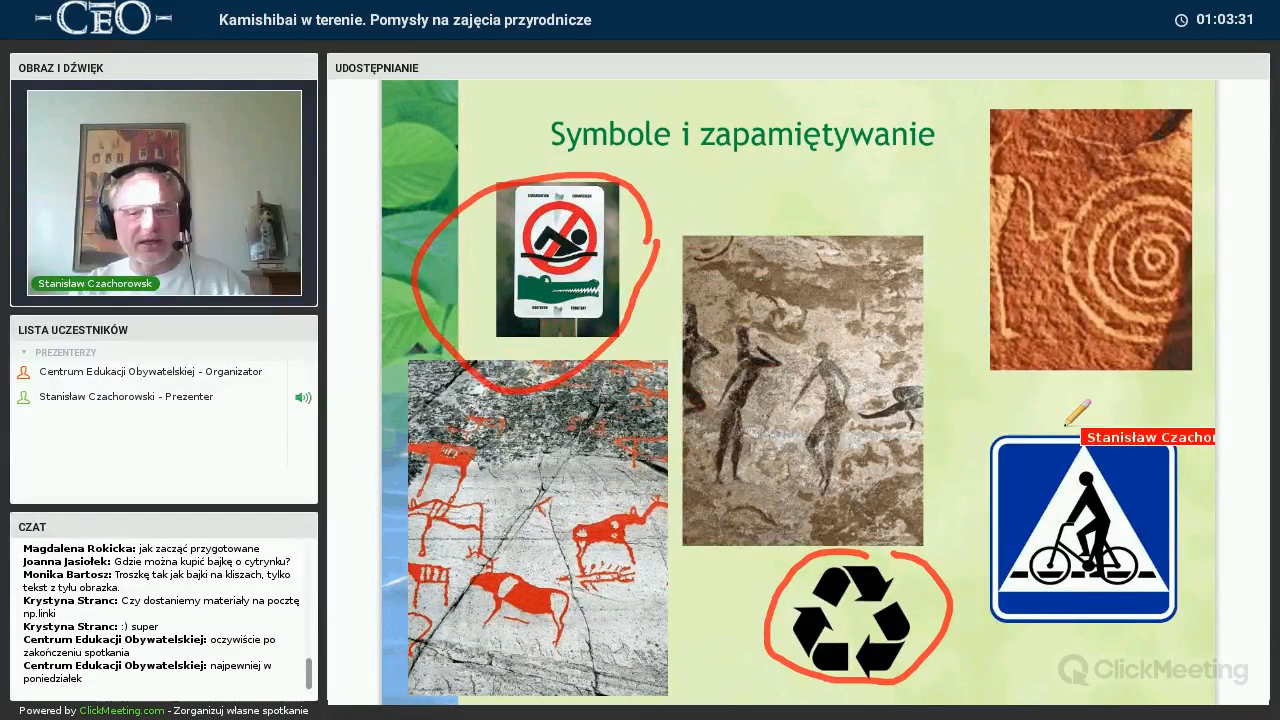 CEO
Kamishibai w terenie. Pomysły na zajęcia przyrodnicze
01:03:31
OBRAZ I DŹWIĘK
Stanisław Czachorowsk
LISTA UCZESTNIKÓW
PREZENTERZY
Centrum Edukacji Obywatelskiej - Organizator
Stanisław Czachorowski - Prezenter
CZAT
Magdalena Rokicka: jak zacząć przygotowane
Joanna Jasiołek: Gdzie można kupić bajkę o cytrynku?
Monika Bartosz: Troszkę tak jak bajki na kliszach, tylko
tekst z tyłu obrazka.
Krystyna Stranc: Czy dostaniemy materiały na pocztę
np.linki
Krystyna Stranc: :) super
Centrum Edukacji Obywatelskiej: oczywiście po
zakończeniu spotkania
Centrum Edukacji Obywatelskiej: najpewniej w
poniedziałek
Powered by ClickMeeting.com - Zorganizuj własne spotkanie
UDOSTĘPNIANIE
Symbole i zapamiętywanie
Stanisław Czachor
ClickMeeting